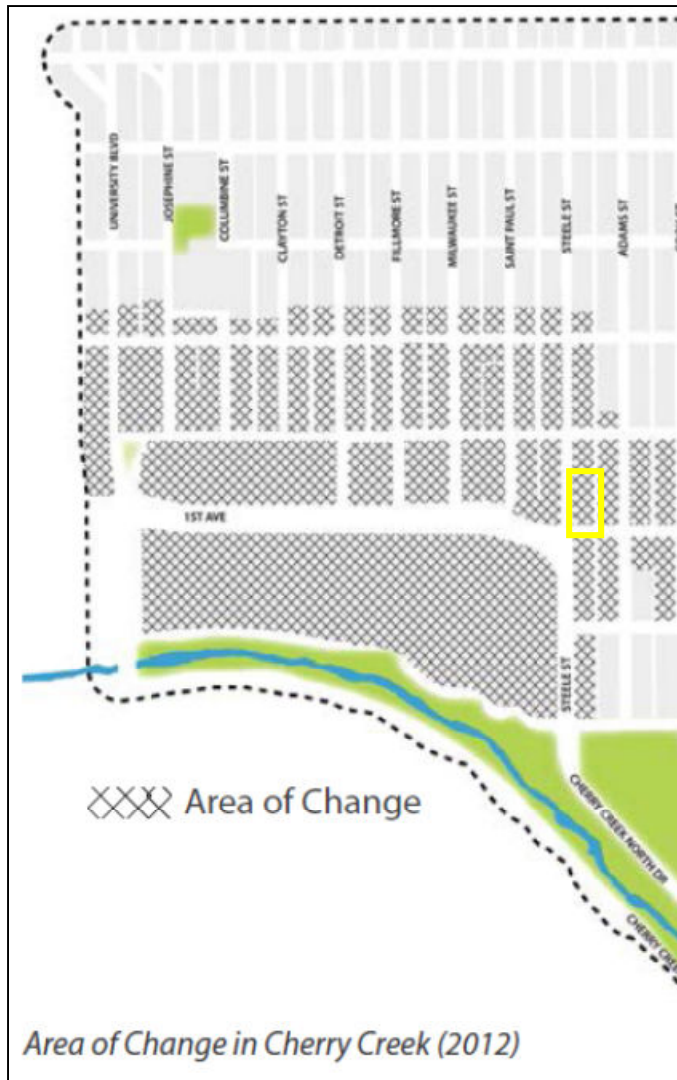 UNIVERSITY BLVD
JOSEPHINE ST
COLUMBINE ST
CLAYTON ST
DETROIT ST
FILLMORE ST
MILWAUKEE ST
SAINT PAUL ST
STEELE ST
ADAMS ST
1ST AVE
STEELE ST
Area of Change
CHERRY CREEK NORTH DR
CHERRY CREE
Area of Change in Cherry Creek (2012)